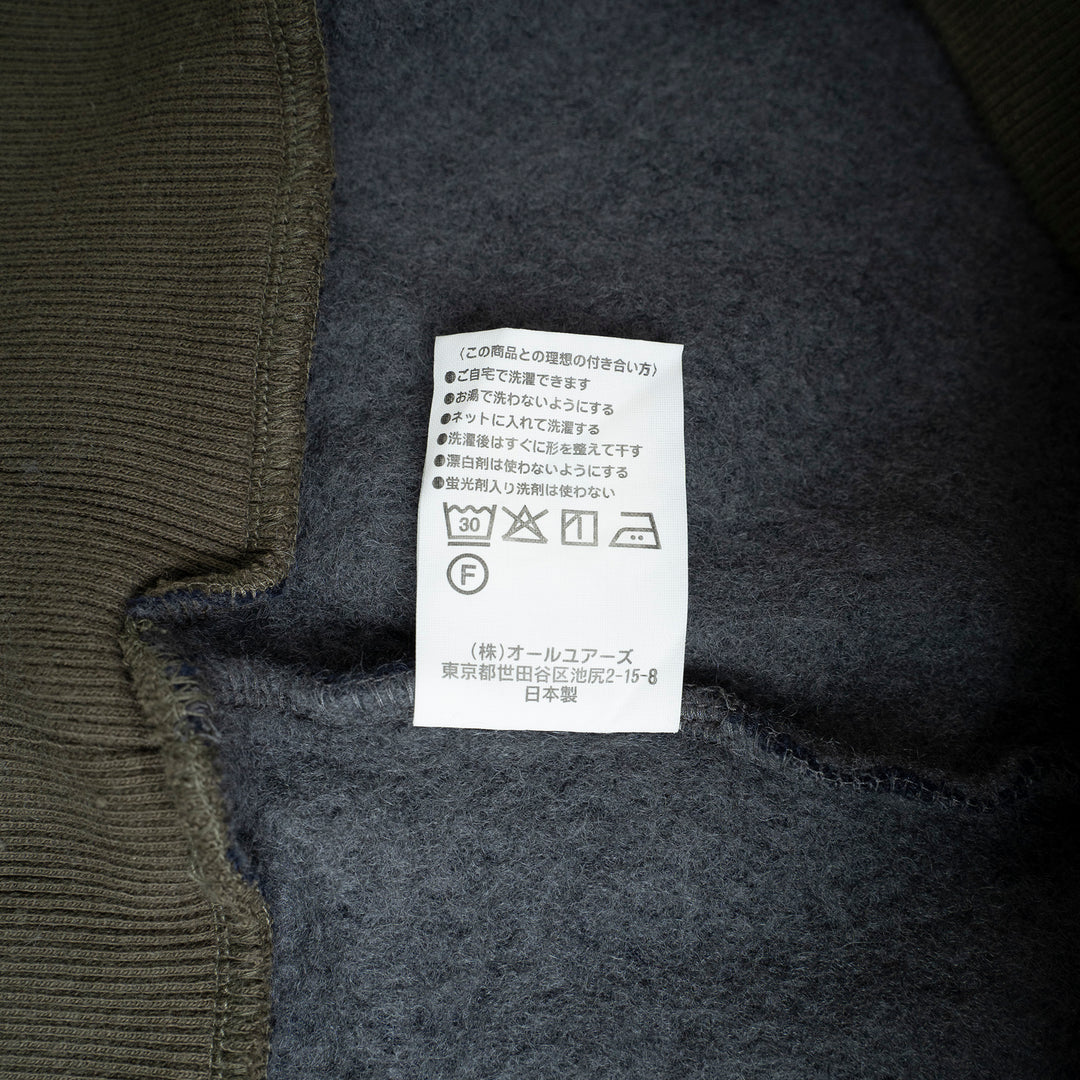 〈この商品との理想の付き合い方〉
●ご自宅で洗濯できます
●お湯で洗わないようにする
●ネットに入れて洗濯する
●洗濯後はすぐに形を整えて干す
●漂白剤は使わないようにする
●蛍光剤入り洗剤は使わない
30
F
(株)オールユアーズ
東京都世田谷区池尻2-15-8
日本製